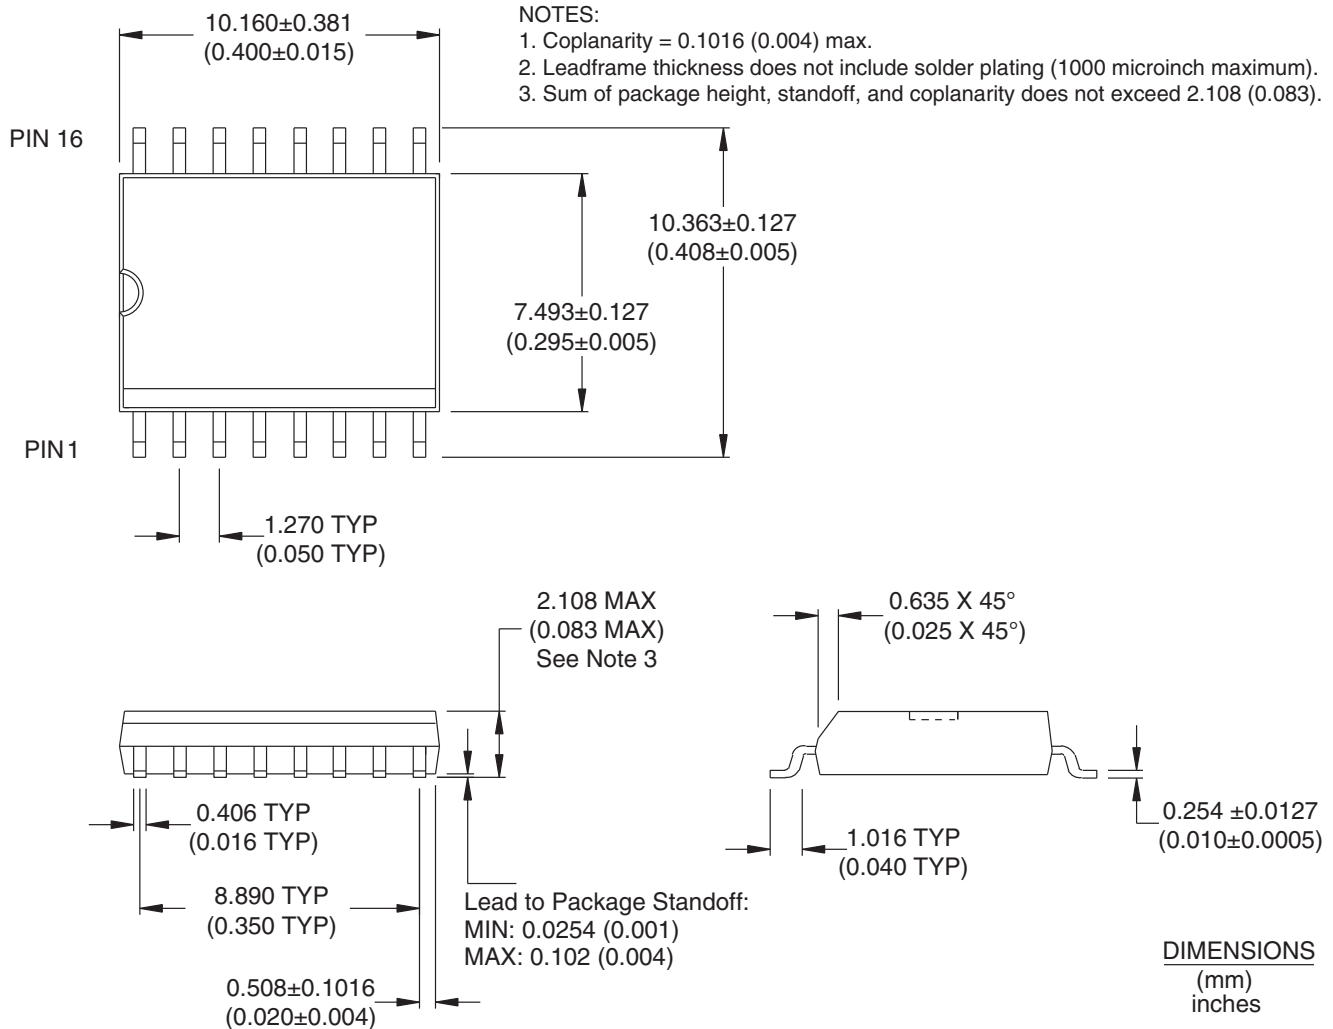 10.160±0.381
(0.400±0.015)
NOTES:
1. Coplanarity = 0.1016 (0.004) max.
2. Leadframe thickness does not include solder plating (1000 microinch maximum).
3. Sum of package height, standoff, and coplanarity does not exceed 2.108 (0.083).
PIN 16
10.363±0.127
(0.408±0.005)
7.493±0.127
(0.295±0.005)
PIN1
1.270 TYP
(0.050 TYP)
2.108 MAX
(0.083 MAX)
See Note 3
0.635 X 45°
(0.025 X 45°)
0.406 TYP
(0.016 TYP)
0.254 ±0.0127
(0.010±0.0005)
1.016 TYP
(0.040 TYP)
8.890 TYP
(0.350 TYP)
Lead to Package Standoff:
MIN: 0.0254 (0.001)
MAX: 0.102 (0.004)
0.508±0.1016
(0.020±0.004)
DIMENSIONS
(mm)
inches